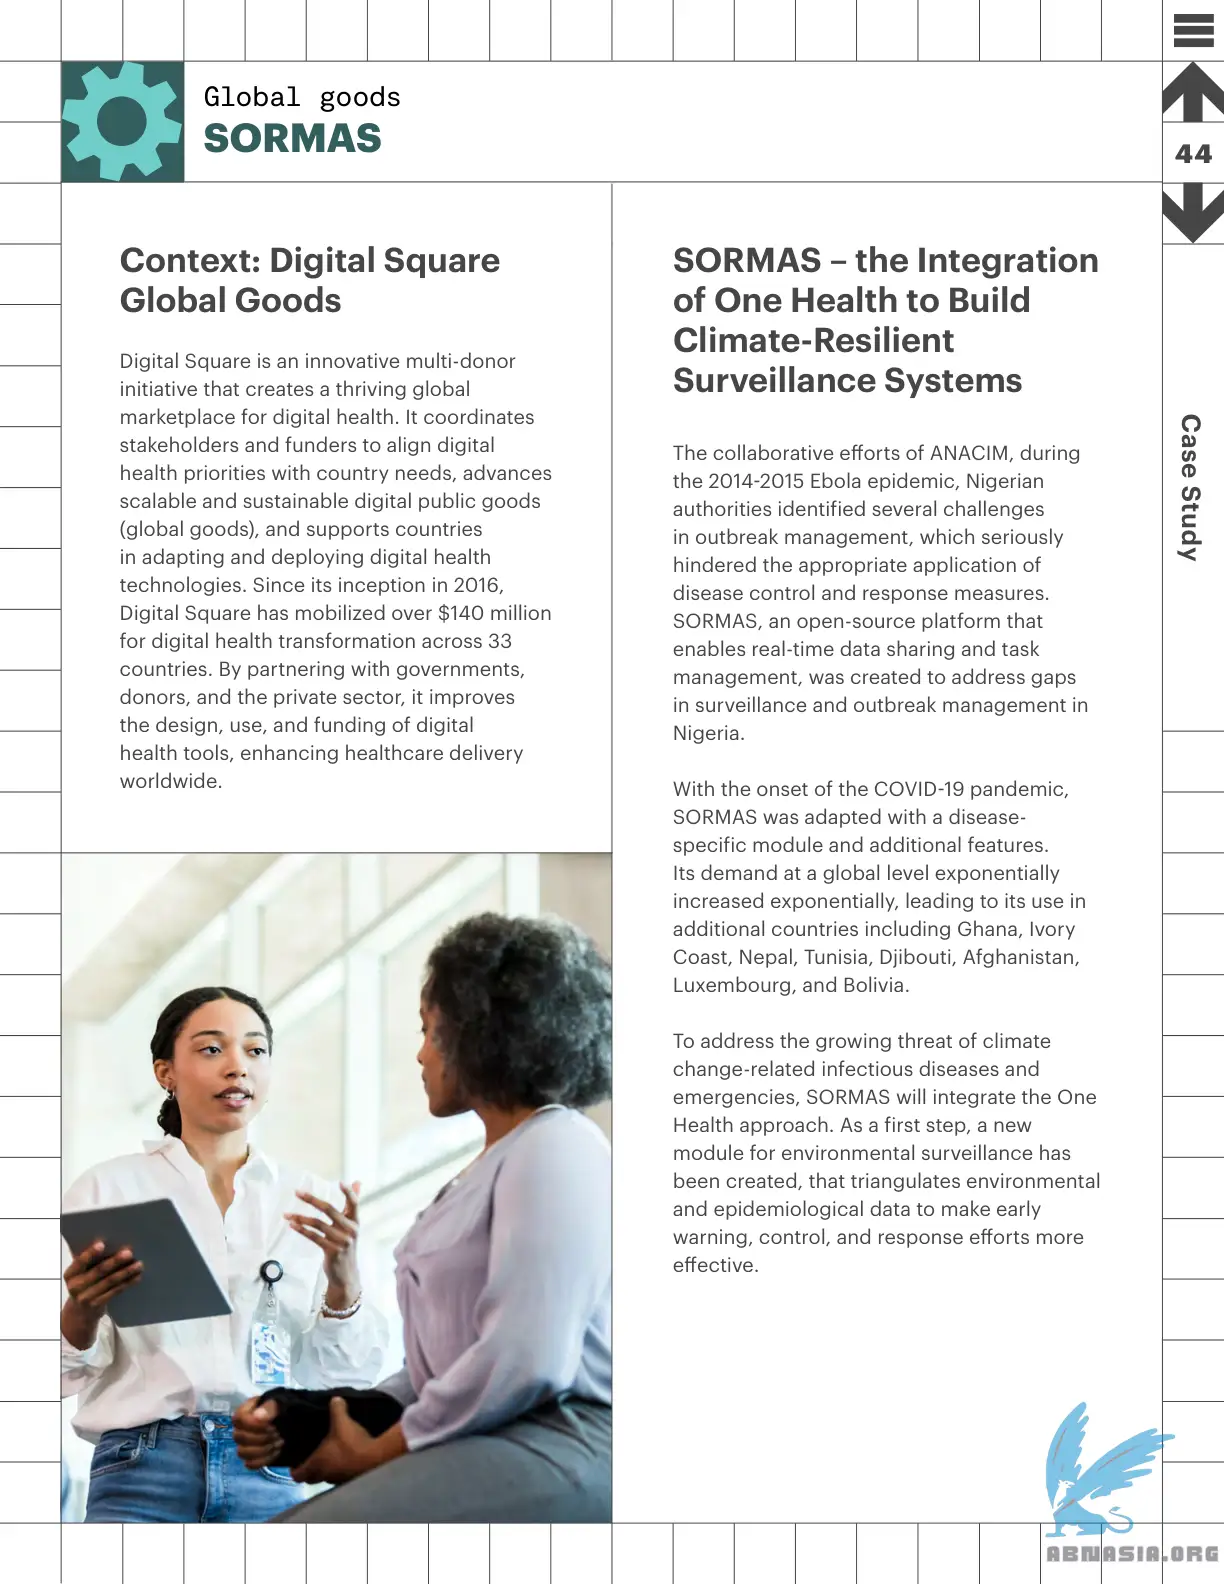 Global goods
SORMAS
44
Case Study
Context: Digital Square
Global Goods
Digital Square is an innovative multi-donor
initiative that creates a thriving global
marketplace for digital health. It coordinates
stakeholders and funders to align digital
health priorities with country needs, advances
scalable and sustainable digital public goods
(global goods), and supports countries
in adapting and deploying digital health
technologies. Since its inception in 2016,
Digital Square has mobilized over $140 million
for digital health transformation across 33
countries. By partnering with governments,
donors, and the private sector, it improves
the design, use, and funding of digital
health tools, enhancing healthcare delivery
worldwide.
SORMAS – the Integration
of One Health to Build
Climate-Resilient
Surveillance Systems
The collaborative efforts of ANACIM, during
the 2014-2015 Ebola epidemic, Nigerian
authorities identified several challenges
in outbreak management, which seriously
hindered the appropriate application of
disease control and response measures.
SORMAS, an open-source platform that
enables real-time data sharing and task
management, was created to address gaps
in surveillance and outbreak management in
Nigeria.
With the onset of the COVID-19 pandemic,
SORMAS was adapted with a disease-
specific module and additional features.
Its demand at a global level exponentially
increased exponentially, leading to its use in
additional countries including Ghana, Ivory
Coast, Nepal, Tunisia, Djibouti, Afghanistan,
Luxembourg, and Bolivia.
To address the growing threat of climate
change-related infectious diseases and
emergencies, SORMAS will integrate the One
Health approach. As a first step, a new
module for environmental surveillance has
been created, that triangulates environmental
and epidemiological data to make early
warning, control, and response efforts more
effective.
ABNASIA.ORG